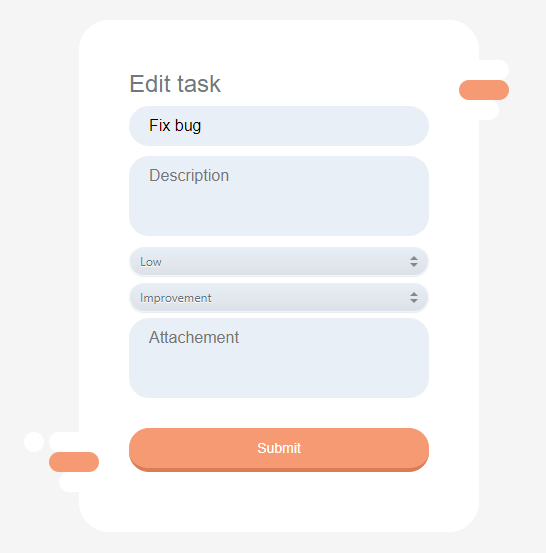 Edit task
Fix bug
Description
Low
Improvement
Attachement
Submit